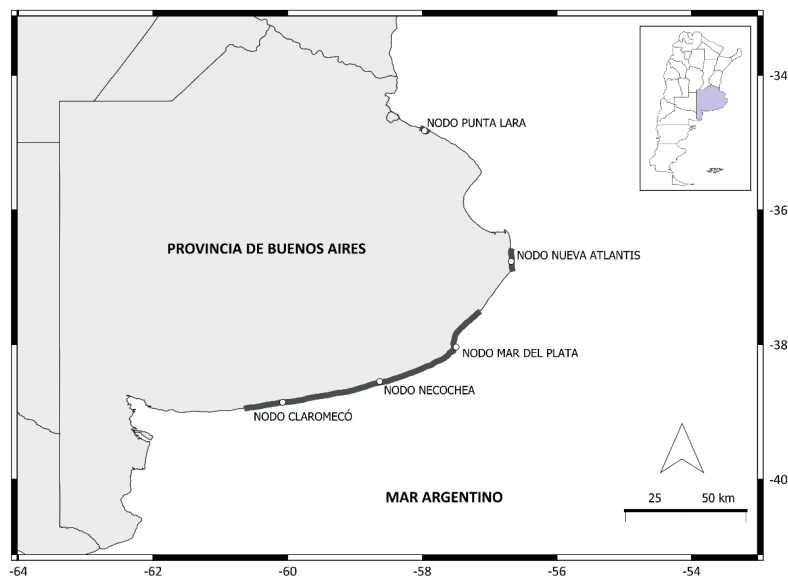 -34
NODO PUNTA LARA
-36
PROVINCIA DE BUENOS AIRES
NODO NUEVA ATLANTIS
-38
NODO MAR DEL PLATA
NODO NECOCHEA
NODO CLAROMECÓ
-40
MAR ARGENTINO
25 50 km
-64 -62 -60 -58 -56 -54